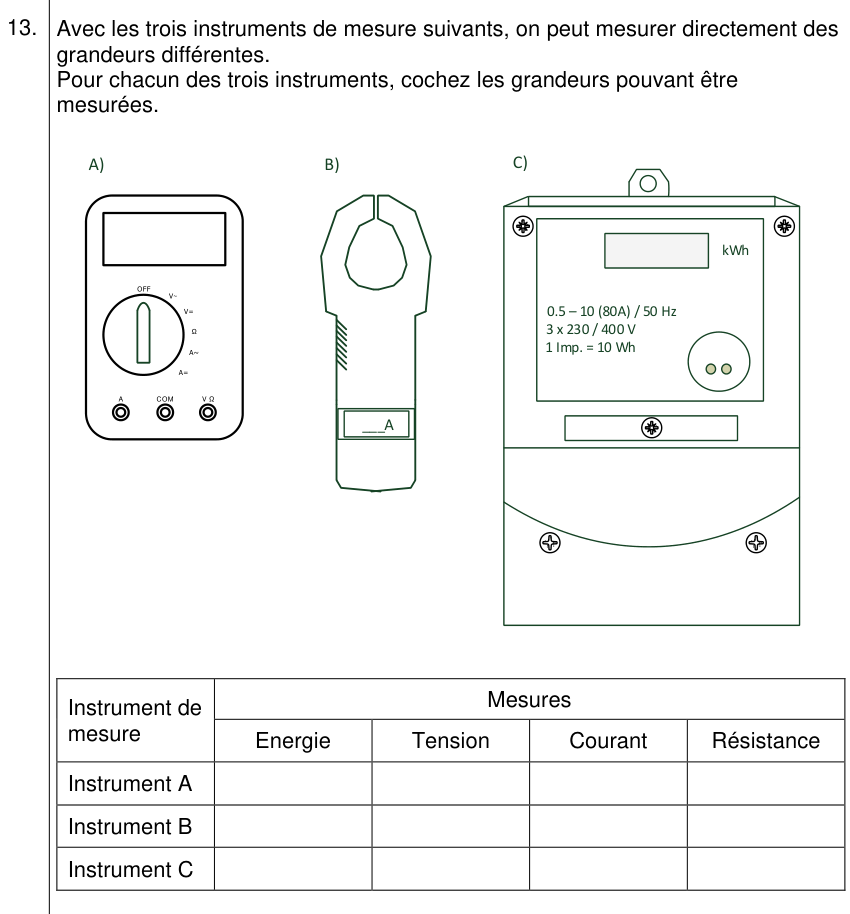 13. Avec les trois instruments de mesure suivants, on peut mesurer directement des
grandeurs différentes.
Pour chacun des trois instruments, cochez les grandeurs pouvant être
mesurées.
A)
B)
C)
OFF
V~
V=
Ω
A~
A=
A
COM
V Ω
___A
kWh
0.5 – 10 (80A) / 50 Hz
3 x 230 / 400 V
1 Imp. = 10 Wh
Instrument de
mesure
Mesures
Energie Tension Courant Résistance
Instrument A
Instrument B
Instrument C